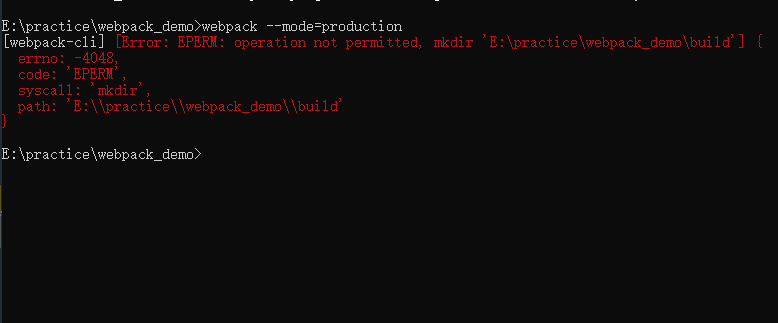 E:\practice\webpack_demo>webpack --mode=production
[webpack-cli] [Error: EPERM: operation not permitted, mkdir 'E:\practice\webpack_demo\build'] {
  errno: -4048,
  code: 'EPERM',
  syscall: 'mkdir',
  path: 'E:\\practice\\webpack_demo\\build'
}
E:\practice\webpack_demo>